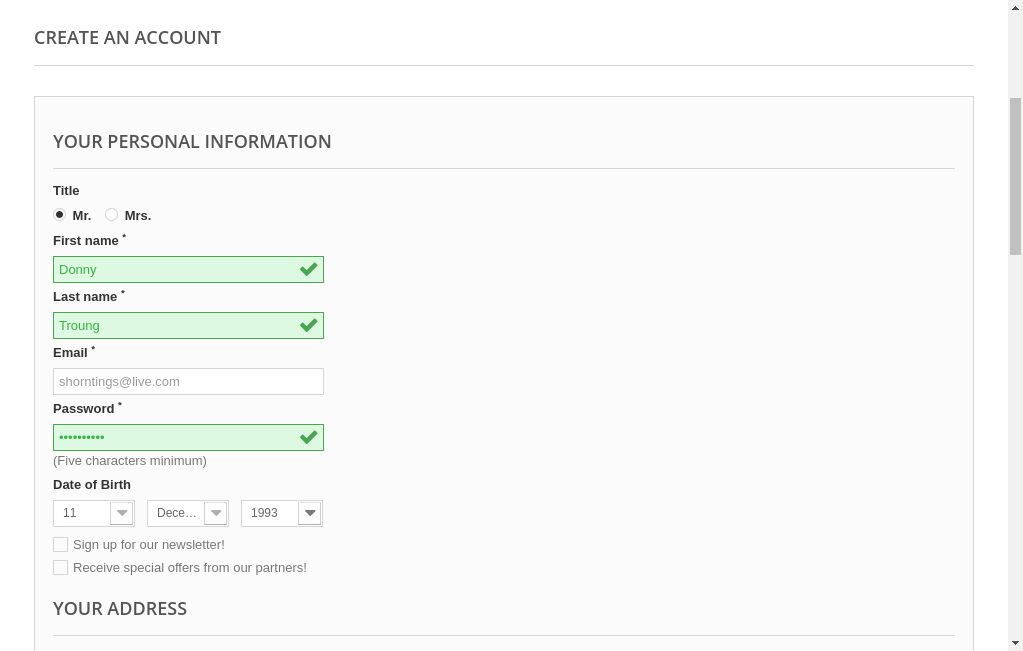 CREATE AN ACCOUNT
YOUR PERSONAL INFORMATION
Title
Mr. Mrs.
First name *
Donny
Last name *
Troung
Email *
shorntings@live.com
Password *
••••••••••
(Five characters minimum)
Date of Birth
11 Dece… 1993
Sign up for our newsletter!
Receive special offers from our partners!
YOUR ADDRESS